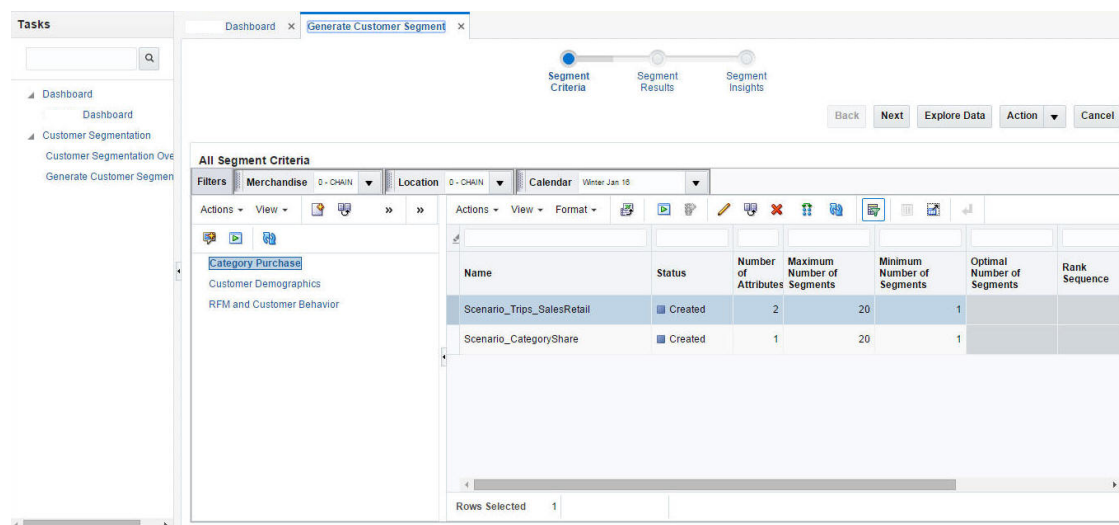 Tasks
Dashboard
Dashboard
Customer Segmentation
Customer Segmentation Ove
Generate Customer Segmen
Dashboard × Generate Customer Segment ×
Segment Criteria
Segment Results
Segment Insights
Back Next Explore Data Action Cancel
All Segment Criteria
Filters Merchandise 0 - CHAIN Location 0 - CHAIN Calendar Winter Jan 16
Actions View » »
Category Purchase
Customer Demographics
RFM and Customer Behavior
Actions View Format
Name Status Number of Attributes Maximum Number of Segments Minimum Number of Segments Optimal Number of Segments Rank Sequence
Scenario_Trips_SalesRetail Created 2 20 1
Scenario_CategoryShare Created 1 20 1
Rows Selected 1